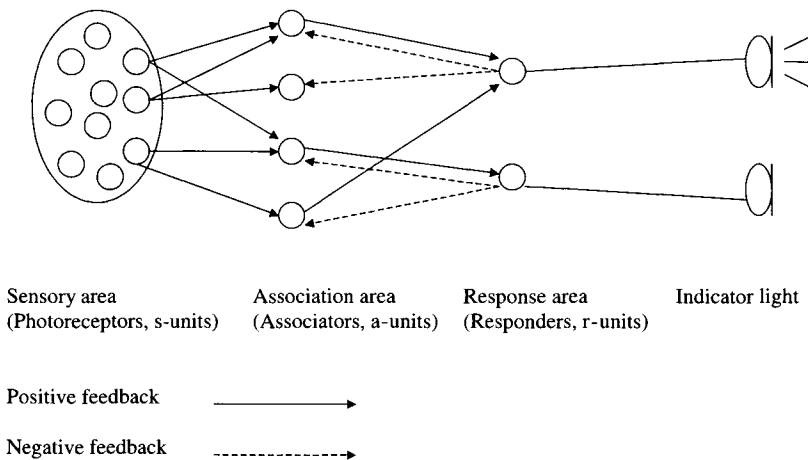 Sensory area
(Photoreceptors, s-units)
Association area
(Associators, a-units)
Response area
(Responders, r-units)
Indicator light
Positive feedback
Negative feedback